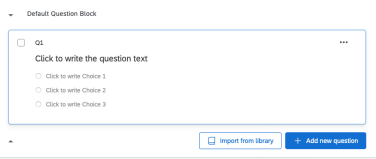 Default Question Block
Q1
Click to write the question text
Click to write Choice 1
Click to write Choice 2
Click to write Choice 3
Import from library
Add new question